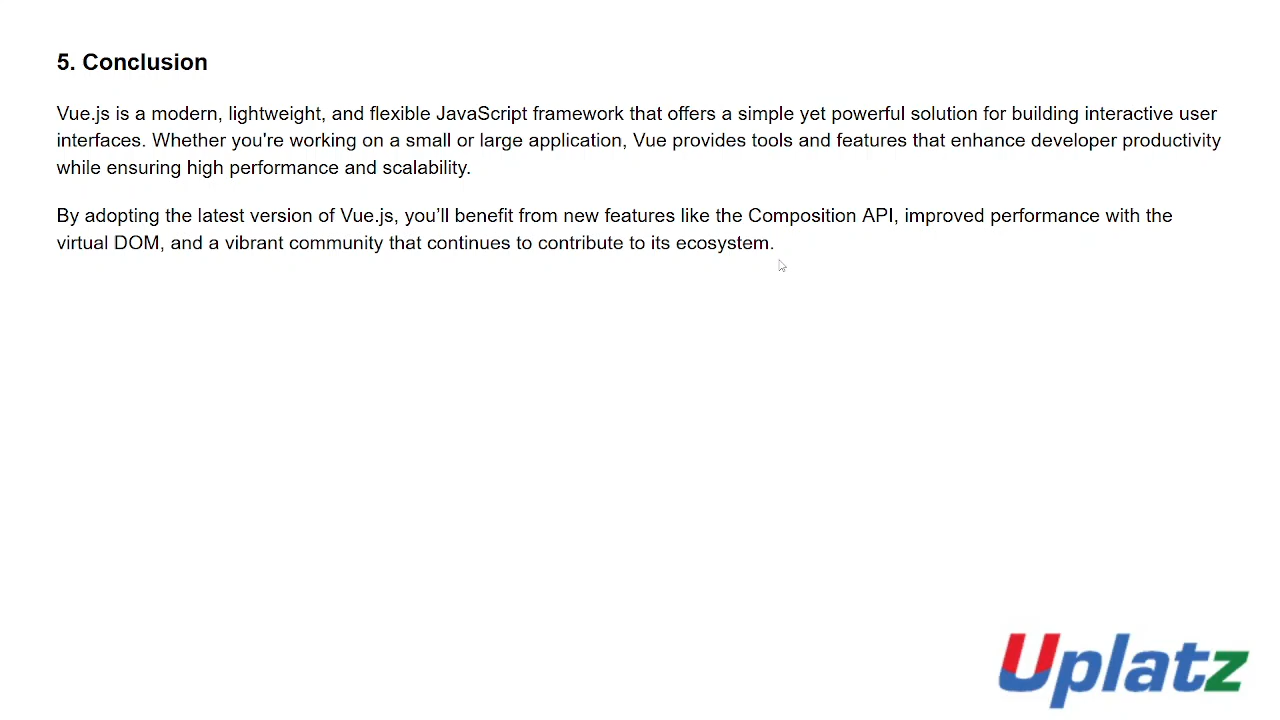 5. Conclusion
Vue.js is a modern, lightweight, and flexible JavaScript framework that offers a simple yet powerful solution for building interactive user
interfaces. Whether you're working on a small or large application, Vue provides tools and features that enhance developer productivity
while ensuring high performance and scalability.
By adopting the latest version of Vue.js, you’ll benefit from new features like the Composition API, improved performance with the
virtual DOM, and a vibrant community that continues to contribute to its ecosystem.
Uplatz